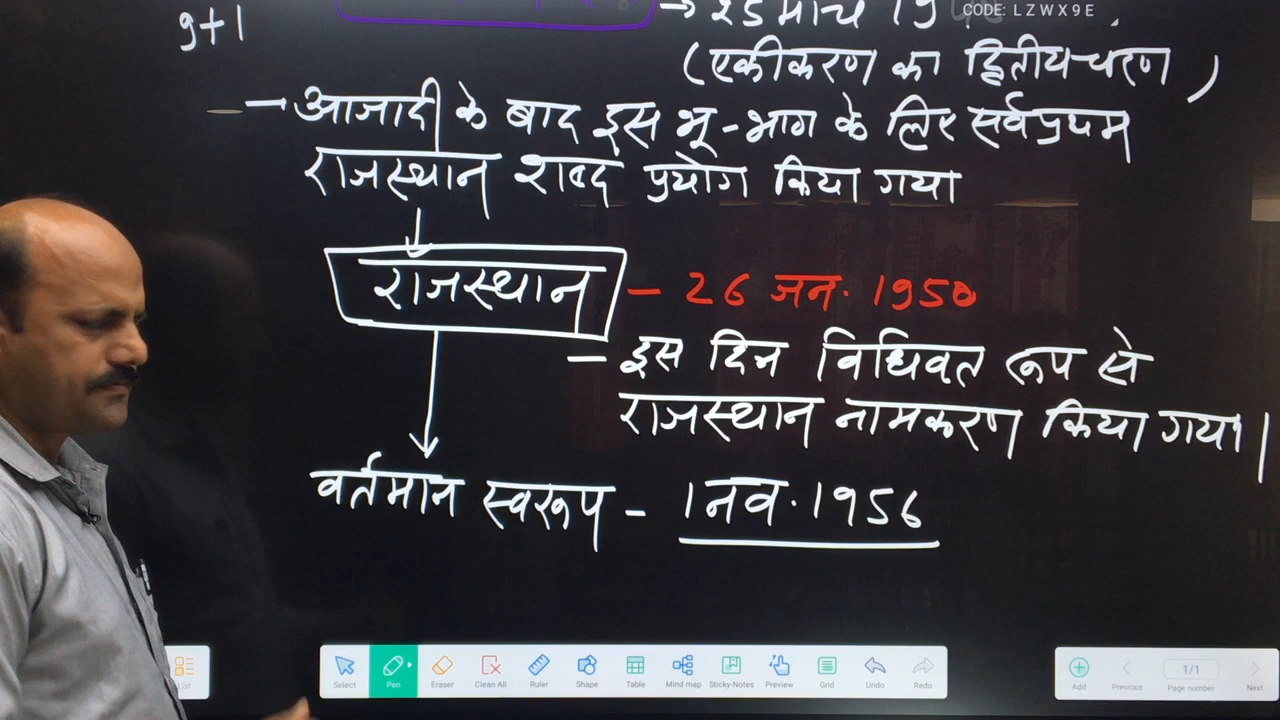 CODE: LZWX9E
→ 25 मार्च 19
9+1
(एकीकरण का द्वितीय चरण)
– आजादी के बाद इस भू-भाग के लिए सर्वप्रथम
राजस्थान शब्द प्रयोग किया गया
राजस्थान – 26 जन. 1950
– इस दिन विधिवत रूप से
राजस्थान नामकरण किया गया।
वर्तमान स्वरूप – 1 नव. 1956
List
Select Pen Eraser Clean All Ruler Shape Table Mind map Sticky-Notes Preview Grid Undo Redo
Add Previous 1/1 Page number Next